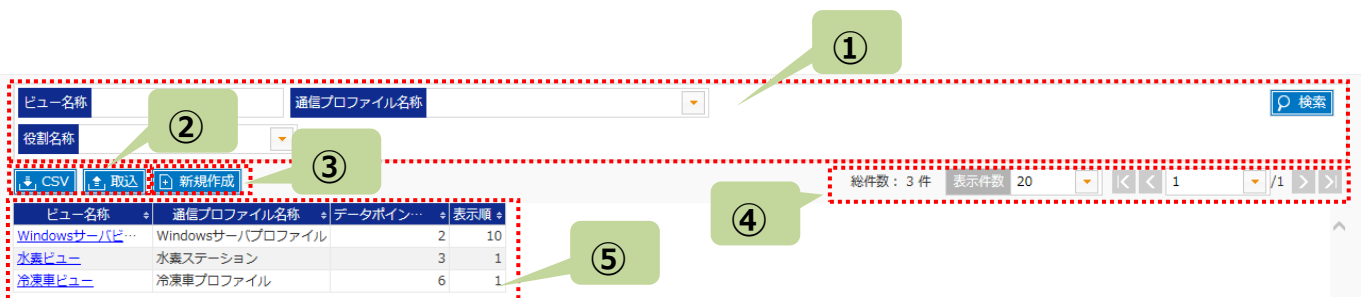 ①
ビュー名称 通信プロファイル名称 検索
②
役割名称
③
CSV 取込 新規作成 総件数： 3 件 表示件数 20 1 /1
④
ビュー名称 通信プロファイル名称 データポイン… 表示順
Windowsサーバビ… Windowsサーバプロファイル 2 10
水素ビュー 水素ステーション 3 1
⑤
冷凍車ビュー 冷凍車プロファイル 6 1